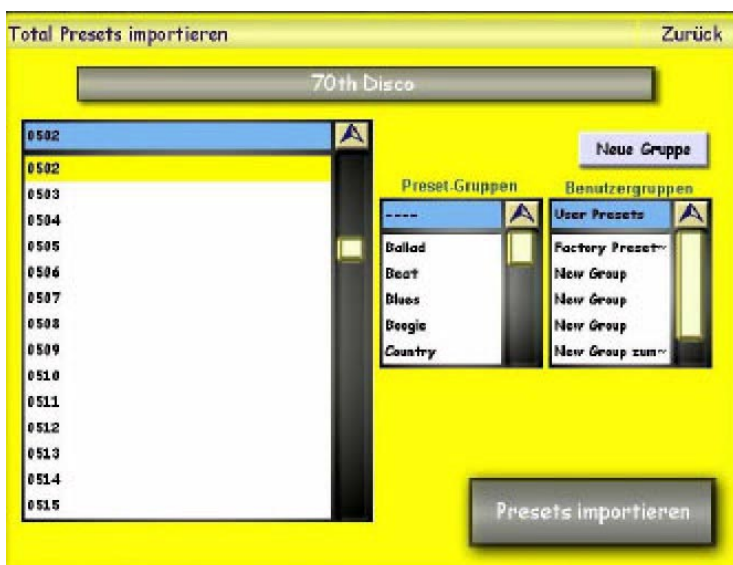 Total Presets importieren
Zurück
70th Disco
0502
0502
0503
0504
0505
0506
0507
0508
0509
0510
0511
0512
0513
0514
0515
Neue Gruppe
Preset-Gruppen
----
Ballad
Beat
Blues
Boogie
Country
Benutzergruppen
User Presets
Factory Preset~
New Group
New Group
New Group
New Group zum~
Presets importieren